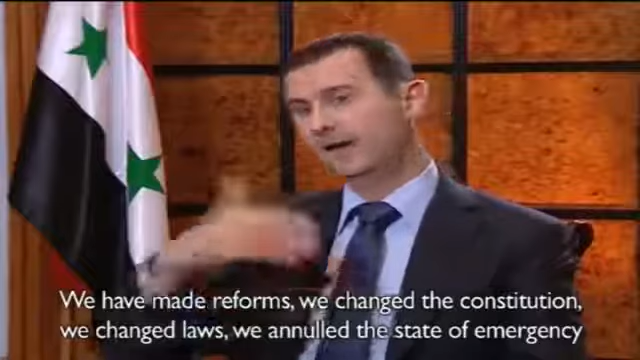 We have made reforms, we changed the constitution,
we changed laws, we annulled the state of emergency